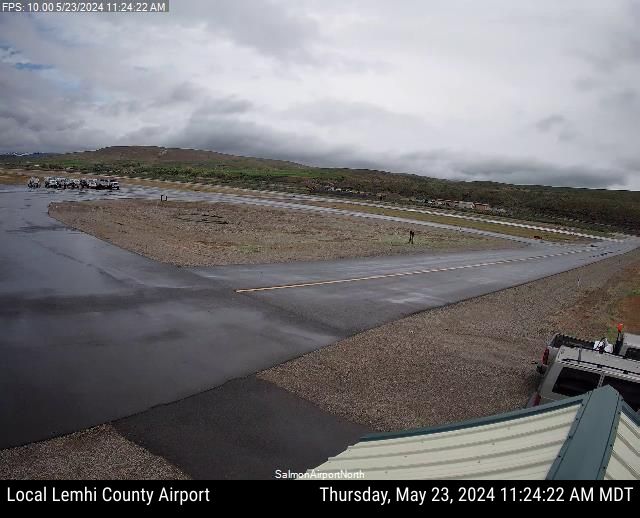 FPS: 10.00 5/23/2024 11:24:22 AM
SalmonAirportNorth
Local Lemhi County Airport Thursday, May 23, 2024 11:24:22 AM MDT